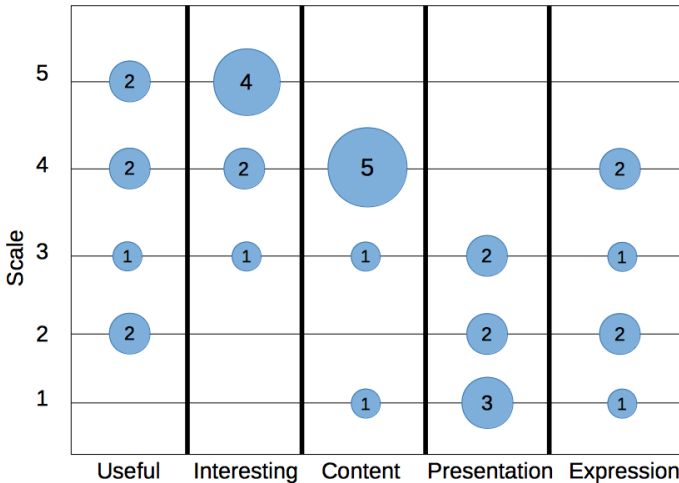 5 2 4
4 2 2 5 2
3 1 1 1 2 1
2 2 2 2
1 1 3 1
Scale
Useful Interesting Content Presentation Expression